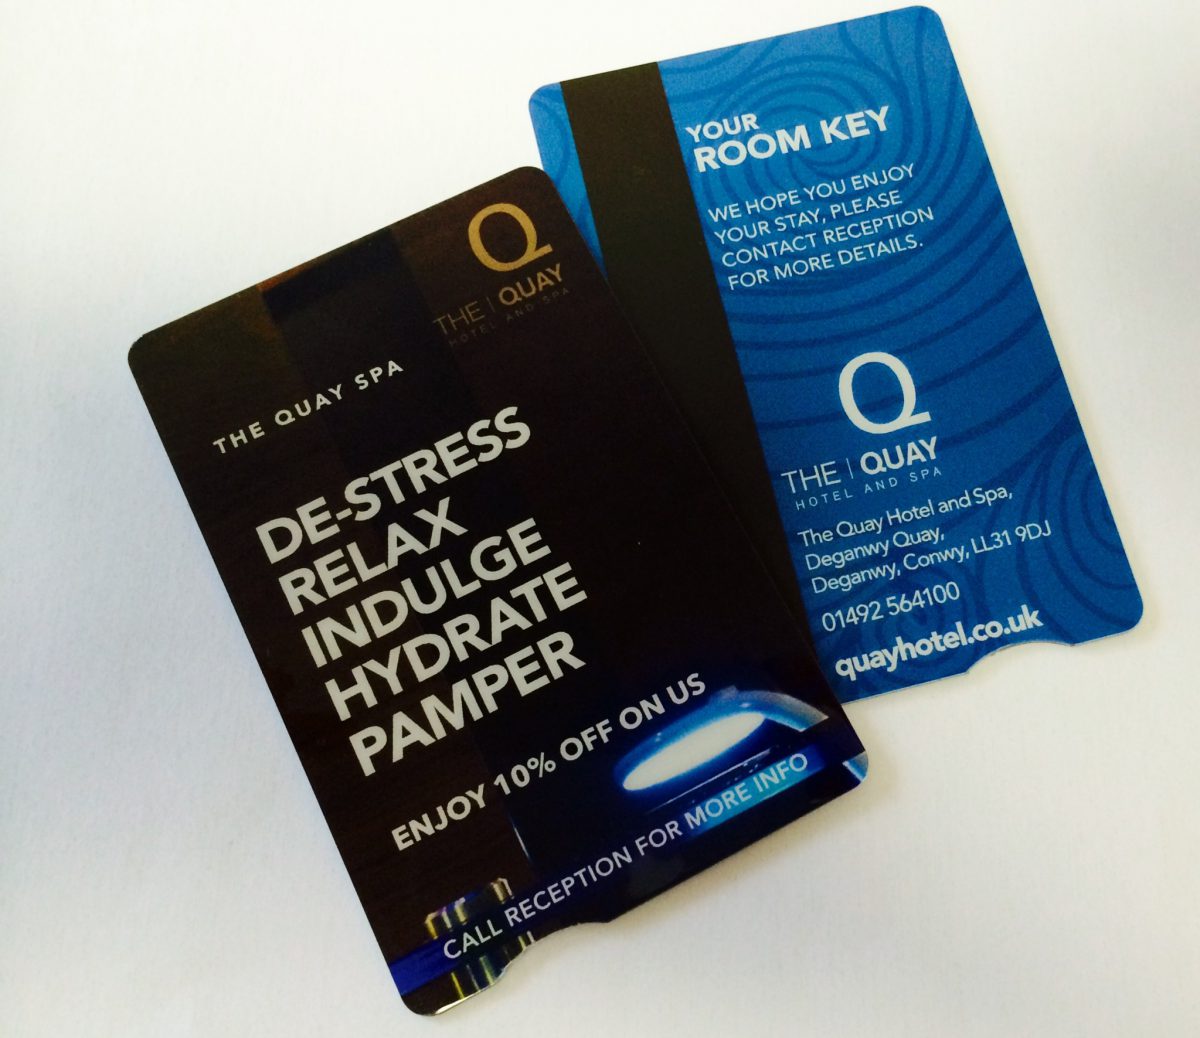 Q
THE | QUAY
HOTEL AND SPA
THE QUAY SPA
DE-STRESS
RELAX
INDULGE
HYDRATE
PAMPER
ENJOY 10% OFF ON US
CALL RECEPTION FOR MORE INFO
YOUR
ROOM KEY
WE HOPE YOU ENJOY
YOUR STAY, PLEASE
CONTACT RECEPTION
FOR MORE DETAILS.
Q
THE | QUAY
HOTEL AND SPA
The Quay Hotel and Spa,
Deganwy Quay,
Deganwy, Conwy, LL31 9DJ
01492 564100
quayhotel.co.uk